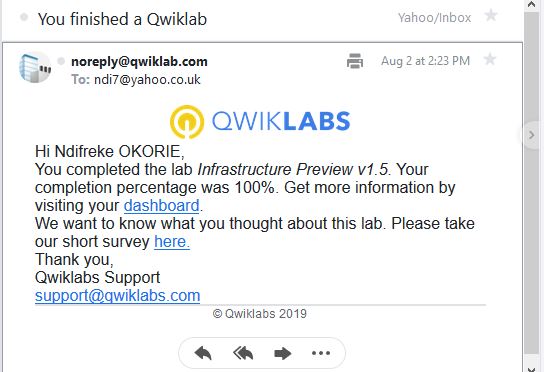 You finished a Qwiklab
Yahoo/Inbox
noreply@qwiklab.com
Aug 2 at 2:23 PM
To: ndi7@yahoo.co.uk
QWIKLABS
Hi Ndifreke OKORIE,
You completed the lab Infrastructure Preview v1.5. Your
completion percentage was 100%. Get more information by
visiting your dashboard.
We want to know what you thought about this lab. Please take
our short survey here.
Thank you,
Qwiklabs Support
support@qwiklabs.com
© Qwiklabs 2019